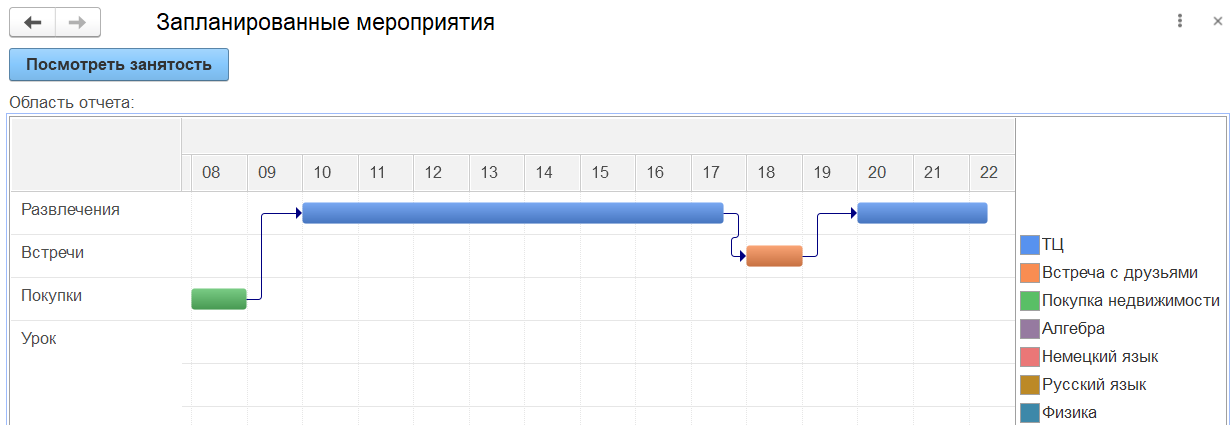 Запланированные мероприятия
Посмотреть занятость
Область отчета:
08 09 10 11 12 13 14 15 16 17 18 19 20 21 22
Развлечения
Встречи
Покупки
Урок
ТЦ
Встреча с друзьями
Покупка недвижимости
Алгебра
Немецкий язык
Русский язык
Физика